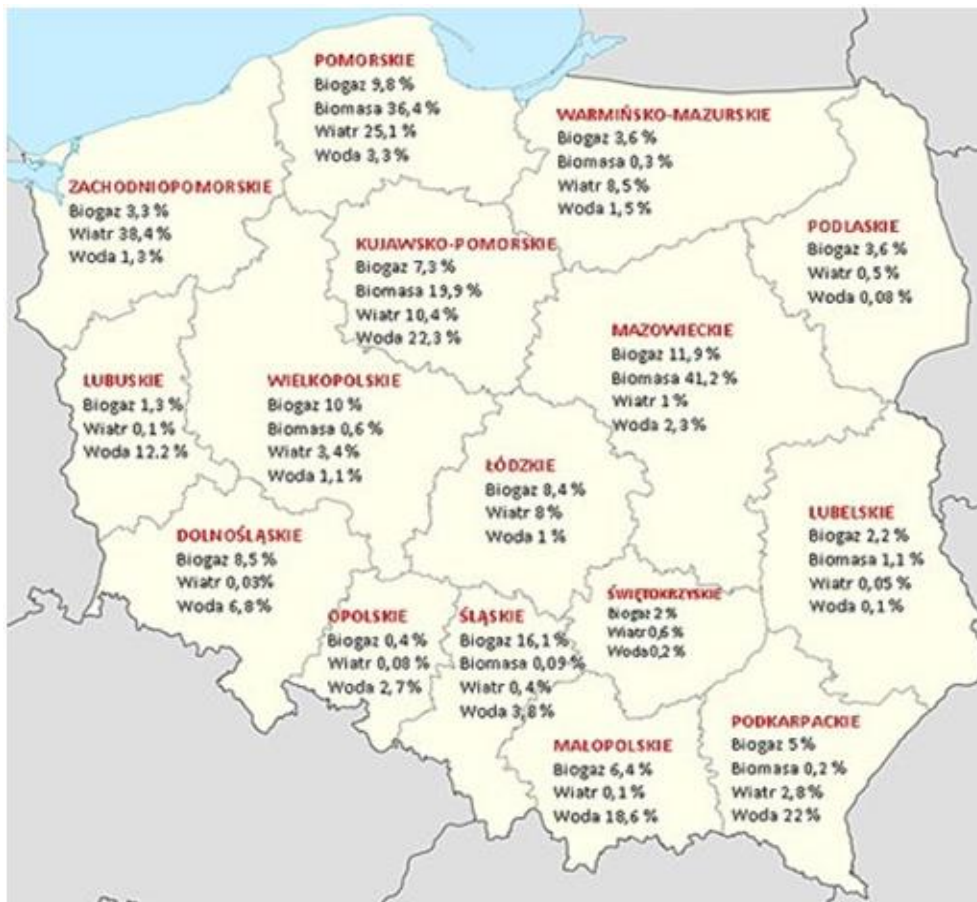 POMORSKIE
Biogaz 9,8 %
Biomasa 36,4 %
Wiatr 25,1 %
Woda 3,3 %
WARMIŃSKO-MAZURSKIE
Biogaz 3,6 %
Biomasa 0,3 %
Wiatr 8,5 %
Woda 1,5 %
ZACHODNIOPOMORSKIE
Biogaz 3,3 %
Wiatr 38,4 %
Woda 1,3 %
KUJAWSKO-POMORSKIE
Biogaz 7,3 %
Biomasa 19,9 %
Wiatr 10,4 %
Woda 22,3 %
PODLASKIE
Biogaz 3,6 %
Wiatr 0,5 %
Woda 0,08 %
MAZOWIECKIE
Biogaz 11,9 %
Biomasa 41,2 %
Wiatr 1 %
Woda 2,3 %
LUBUSKIE
Biogaz 1,3 %
Wiatr 0,1 %
Woda 12.2 %
WIELKOPOLSKIE
Biogaz 10 %
Biomasa 0,6 %
Wiatr 3,4 %
Woda 1,1 %
ŁÓDZKIE
Biogaz 8,4 %
Wiatr 8 %
Woda 1 %
LUBELSKIE
Biogaz 2,2 %
Biomasa 1,1 %
Wiatr 0,05 %
Woda 0,1 %
DOLNOŚLĄSKIE
Biogaz 8,5 %
Wiatr 0,03%
Woda 6,8 %
OPOLSKIE
Biogaz 0,4 %
Wiatr 0,08 %
Woda 2,7%
ŚLĄSKIE
Biogaz 16,1%
Biomasa 0,09%
Wiatr 0,4%
Woda 3,8%
ŚWIĘTOKRZYSKIE
Biogaz 2 %
Wiatr 0,6 %
Woda 0,2 %
MAŁOPOLSKIE
Biogaz 6,4 %
Wiatr 0,1 %
Woda 18,6 %
PODKARPACKIE
Biogaz 5%
Biomasa 0,2 %
Wiatr 2,8%
Woda 22%